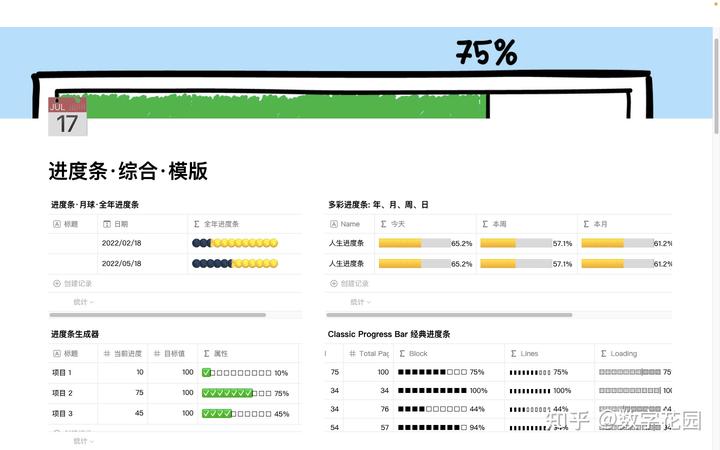 75%
JUL
17
进度条·综合·模版
进度条·月球·全年进度条
标题 日期 全年进度条
2022/02/18
2022/05/18
创建记录
统计
多彩进度条: 年、月、周、日
Name 今天 本周 本月
人生进度条 65.2% 57.1% 61.2%
人生进度条 65.2% 57.1% 61.2%
创建记录
统计
进度条生成器
标题 当前进度 目标值 属性
项目 1 10 100 10%
项目 2 75 100 75%
项目 3 45 100 45%
统计
Classic Progress Bar 经典进度条
Total Pag Block Lines Loading
75 100 75% 75% 75
34 34 100% 100% 100
34 76 44% 44%
54 57 94% 94%
知乎 @数字花园